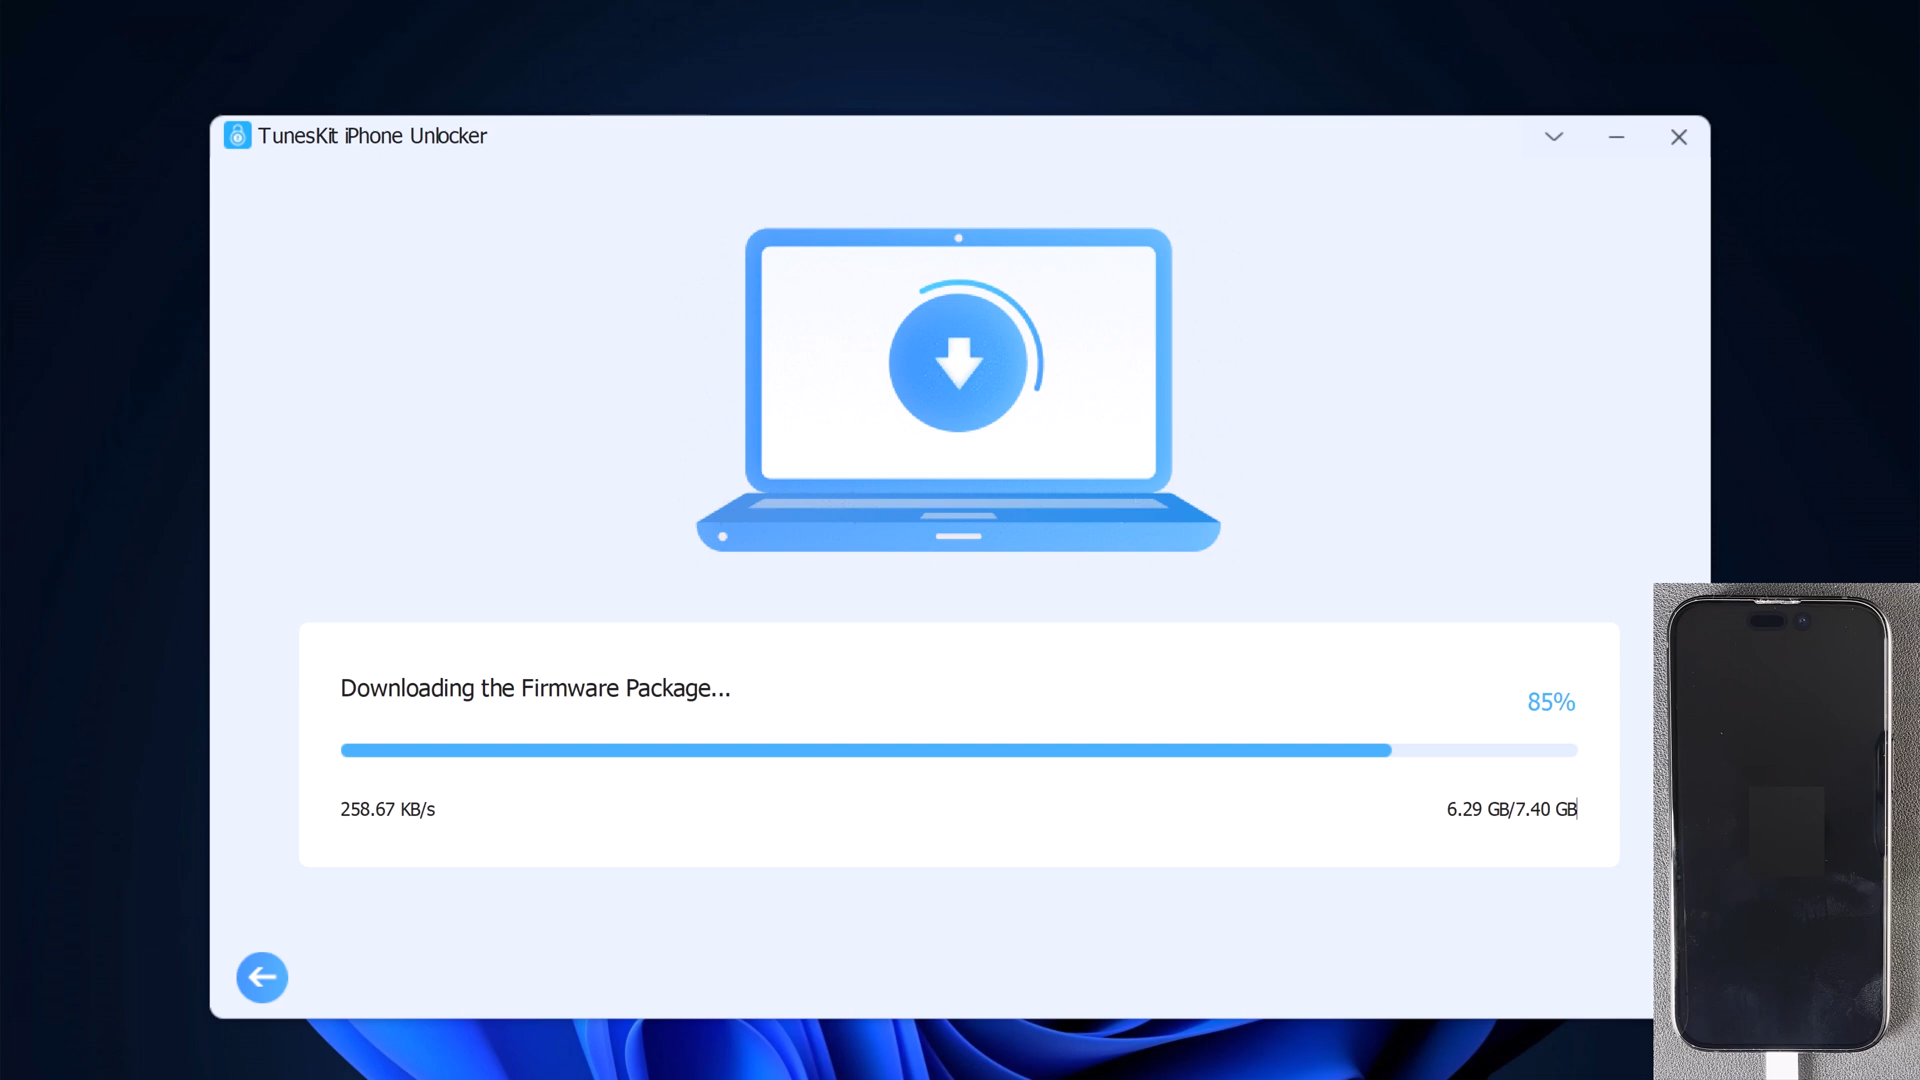 TunesKit iPhone Unlocker
Downloading the Firmware Package...
85%
258.67 KB/s
6.29 GB/7.40 GB